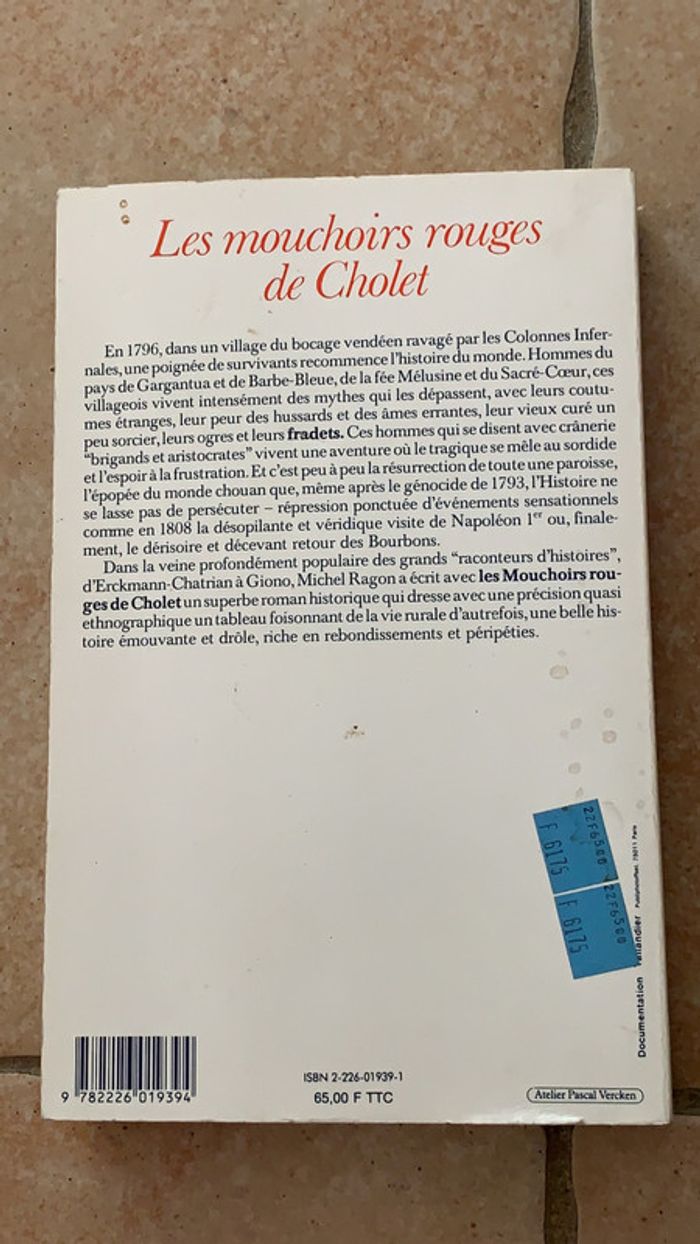 Les mouchoirs rouges
de Cholet
En 1796, dans un village du bocage vendéen ravagé par les Colonnes Infer-
nales, une poignée de survivants recommence l'histoire du monde. Hommes du
pays de Gargantua et de Barbe-Bleue, de la fée Mélusine et du Sacré-Cœur, ces
villageois vivent intensément des mythes qui les dépassent, avec leurs coutu-
mes étranges, leur peur des hussards et des âmes errantes, leur vieux curé un
peu sorcier, leurs ogres et leurs fradets. Ces hommes qui se disent avec crânerie
"brigands et aristocrates" vivent une aventure où le tragique se mêle au sordide
et l'espoir à la frustration. Et c'est peu à peu la résurrection de toute une paroisse,
l'épopée du monde chouan que, même après le génocide de 1793, l'Histoire ne
se lasse pas de persécuter – répression ponctuée d'événements sensationnels
comme en 1808 la désopilante et véridique visite de Napoléon 1er ou, finale-
ment, le dérisoire et décevant retour des Bourbons.
Dans la veine profondément populaire des grands "raconteurs d'histoires",
d'Erckmann-Chatrian à Giono, Michel Ragon a écrit avec les Mouchoirs rou-
ges de Cholet un superbe roman historique qui dresse avec une précision quasi
ethnographique un tableau foisonnant de la vie rurale d'autrefois, une belle his-
toire émouvante et drôle, riche en rebondissements et péripéties.
22F6500
F 6175
22F6500
F 6175
Documentation Tallandier
75011 Paris
ISBN 2-226-01939-1
65,00 F TTC
9 782226 019394
Atelier Pascal Vercken